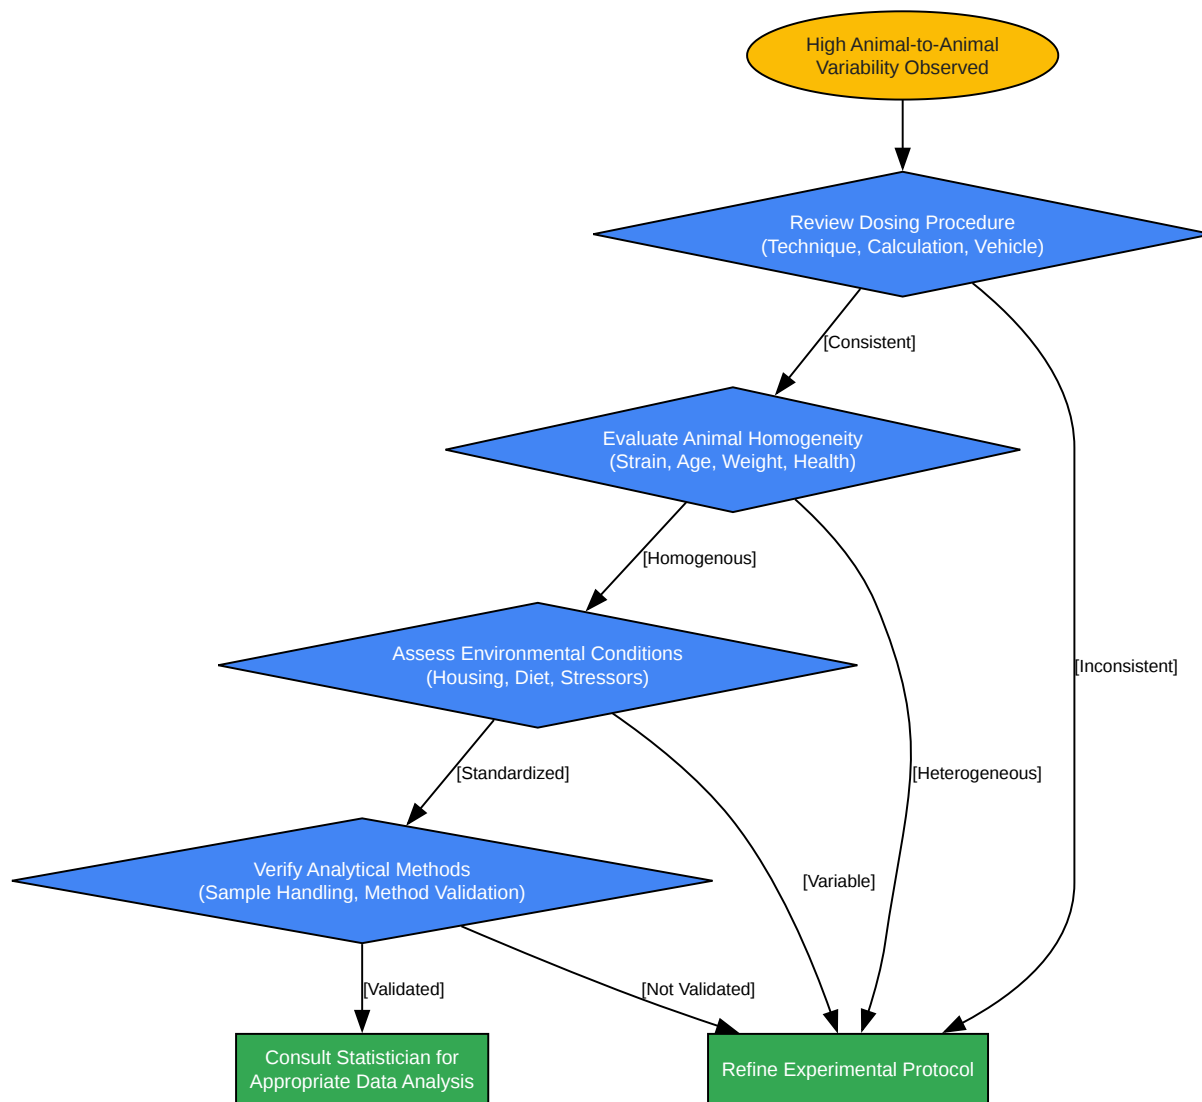 High Animal-to-Animal
Variability Observed
Review Dosing Procedure
(Technique, Calculation, Vehicle)
[Consistent]
Evaluate Animal Homogeneity
(Strain, Age, Weight, Health)
[Homogenous]
Assess Environmental Conditions
(Housing, Diet, Stressors)
[Inconsistent]
[Standardized]
[Heterogeneous]
Verify Analytical Methods
(Sample Handling, Method Validation)
[Variable]
[Validated]
[Not Validated]
Consult Statistician for
Appropriate Data Analysis
Refine Experimental Protocol